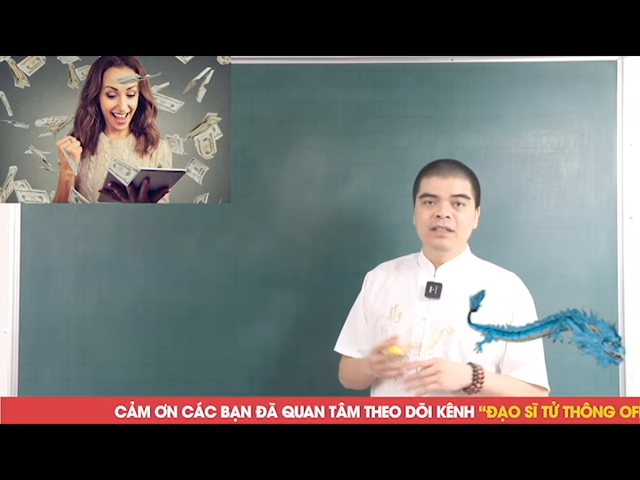 CẢM ƠN CÁC BẠN ĐÃ QUAN TÂM THEO DÕI KÊNH “ĐẠO SĨ TỬ THÔNG OF